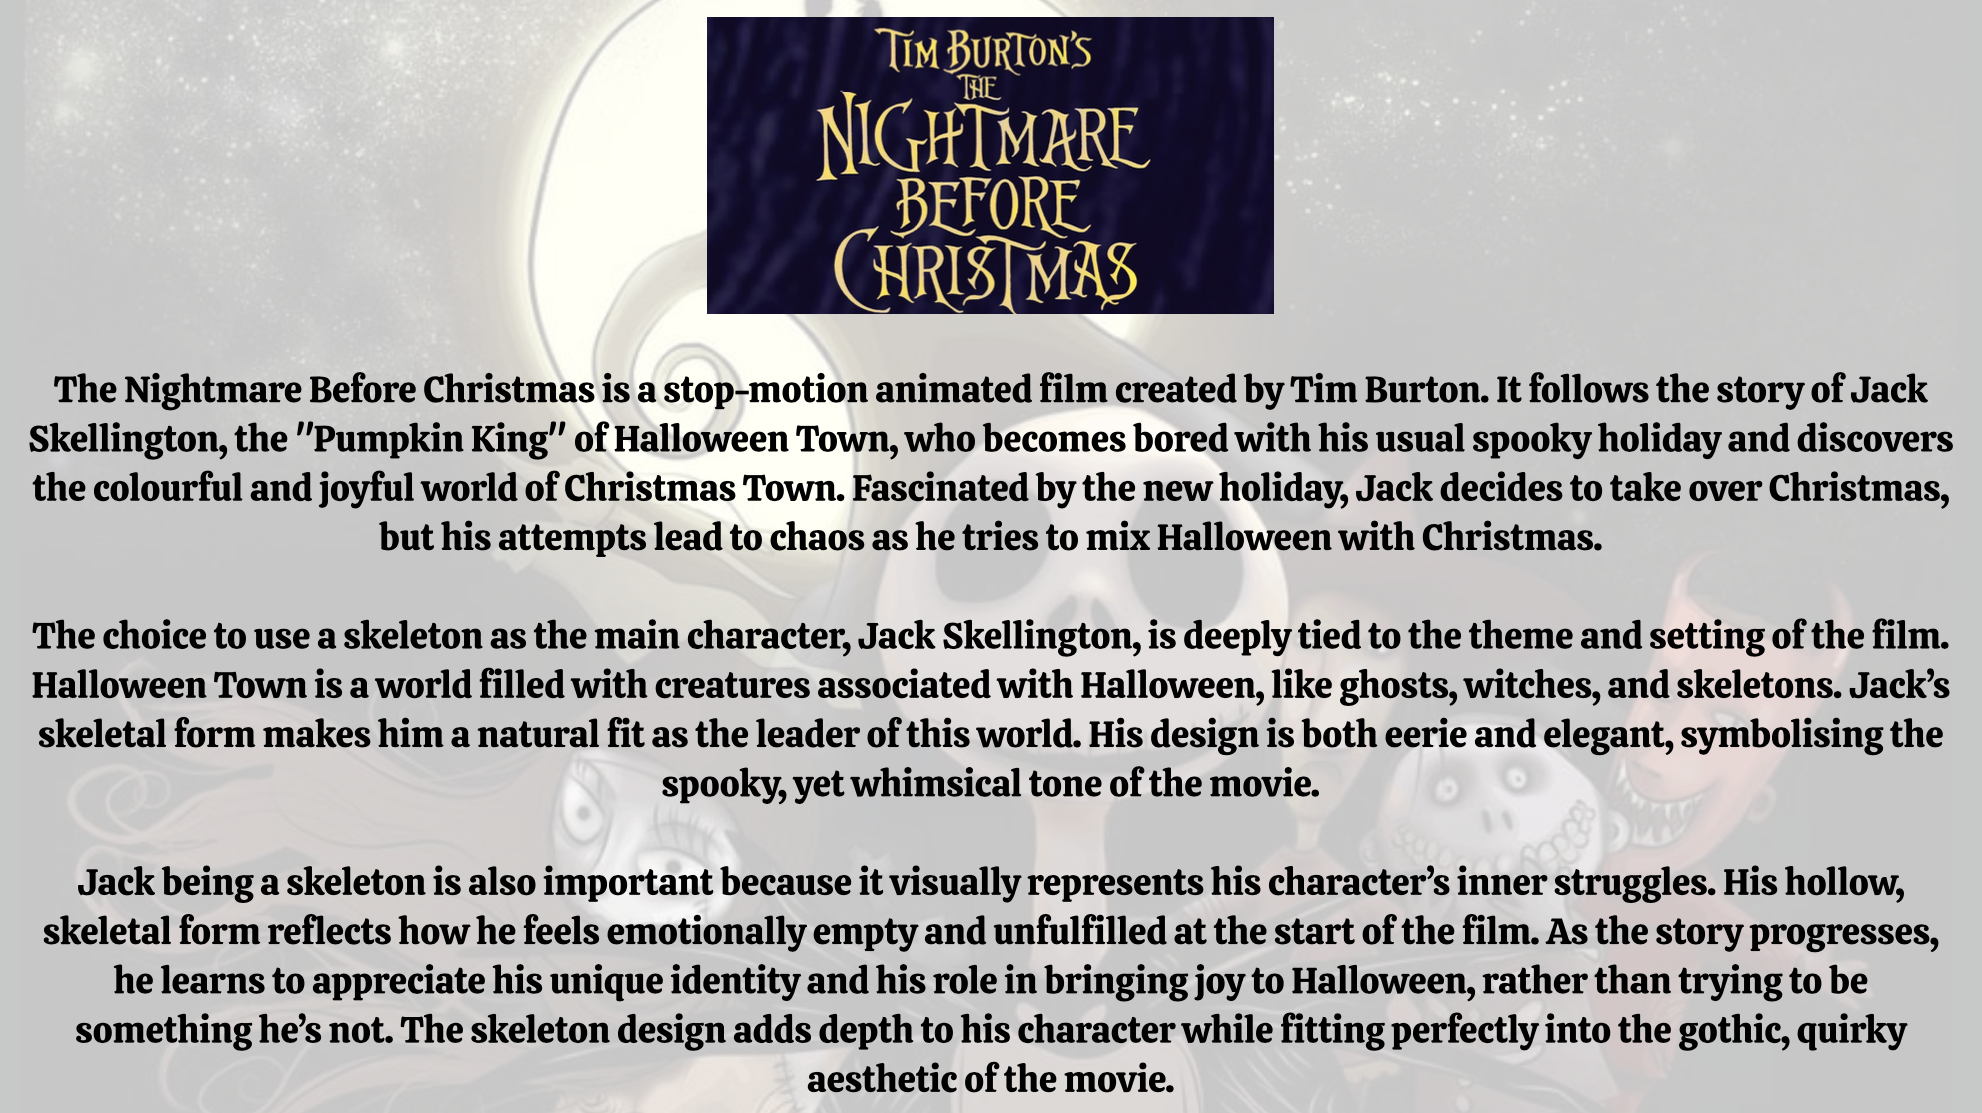 TIM BURTON'S
THE
NIGHTMARE
BEFORE
CHRISTMAS
The Nightmare Before Christmas is a stop-motion animated film created by Tim Burton. It follows the story of Jack
Skellington, the "Pumpkin King" of Halloween Town, who becomes bored with his usual spooky holiday and discovers
the colourful and joyful world of Christmas Town. Fascinated by the new holiday, Jack decides to take over Christmas,
but his attempts lead to chaos as he tries to mix Halloween with Christmas.
The choice to use a skeleton as the main character, Jack Skellington, is deeply tied to the theme and setting of the film.
Halloween Town is a world filled with creatures associated with Halloween, like ghosts, witches, and skeletons. Jack’s
skeletal form makes him a natural fit as the leader of this world. His design is both eerie and elegant, symbolising the
spooky, yet whimsical tone of the movie.
Jack being a skeleton is also important because it visually represents his character’s inner struggles. His hollow,
skeletal form reflects how he feels emotionally empty and unfulfilled at the start of the film. As the story progresses,
he learns to appreciate his unique identity and his role in bringing joy to Halloween, rather than trying to be
something he’s not. The skeleton design adds depth to his character while fitting perfectly into the gothic, quirky
aesthetic of the movie.